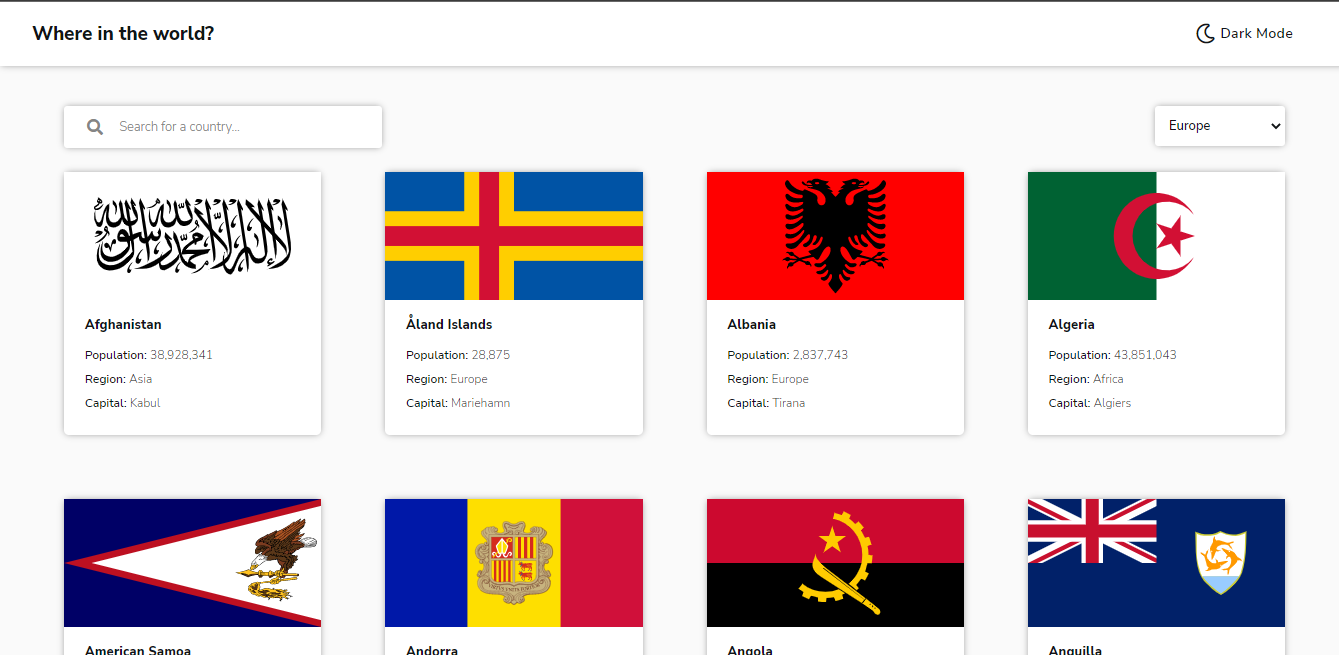 Where in the world?
Dark Mode
Search for a country...
Europe
لا إله إلا الله محمد رسول الله
Afghanistan
Population: 38,928,341
Region: Asia
Capital: Kabul
Åland Islands
Population: 28,875
Region: Europe
Capital: Mariehamn
Albania
Population: 2,837,743
Region: Europe
Capital: Tirana
Algeria
Population: 43,851,043
Region: Africa
Capital: Algiers
American Samoa
Andorra
Angola
Anguilla